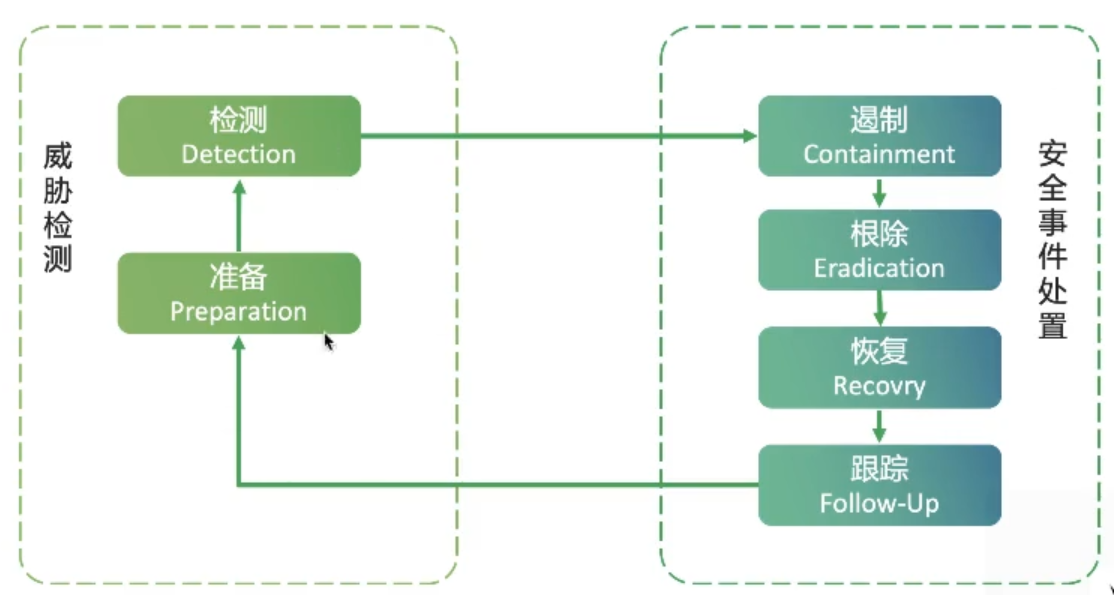 威胁检测
检测
Detection
准备
Preparation
遏制
Containment
根除
Eradication
恢复
Recovry
跟踪
Follow-Up
安全事件处置